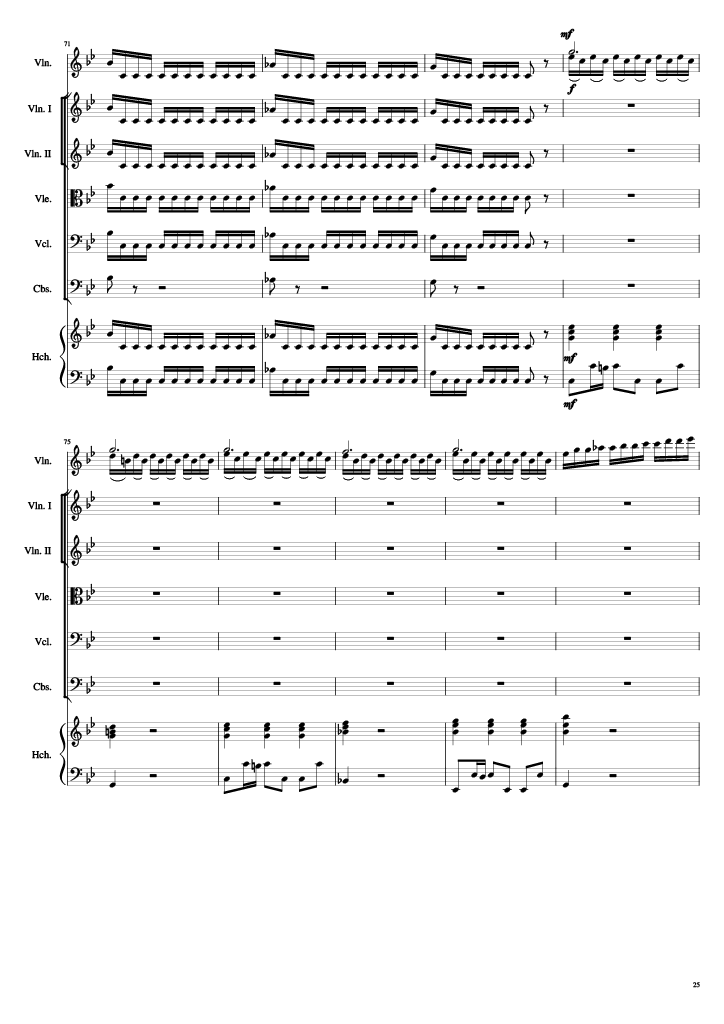 mf
71
Vln.
f
Vln. I
Vln. II
Vle.
Vcl.
Cbs.
Hch.
mf
mf
75
Vln.
Vln. I
Vln. II
Vle.
Vcl.
Cbs.
Hch.
25